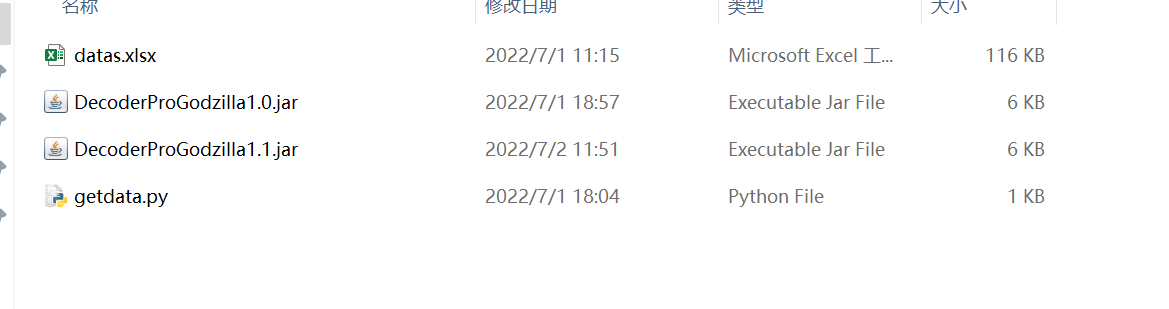 名称 修改日期 类型 大小
datas.xlsx 2022/7/1 11:15 Microsoft Excel 工... 116 KB
DecoderProGodzilla1.0.jar 2022/7/1 18:57 Executable Jar File 6 KB
DecoderProGodzilla1.1.jar 2022/7/2 11:51 Executable Jar File 6 KB
getdata.py 2022/7/1 18:04 Python File 1 KB